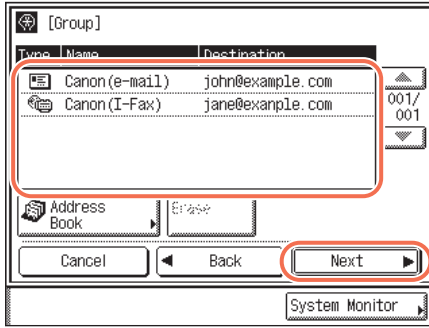 [Group]
Type Name Destination
Canon(e-mail) john@example.com
Canon(I-Fax) jane@exanple.com
001/
001
Address
Book
Erase
Cancel Back Next
System Monitor